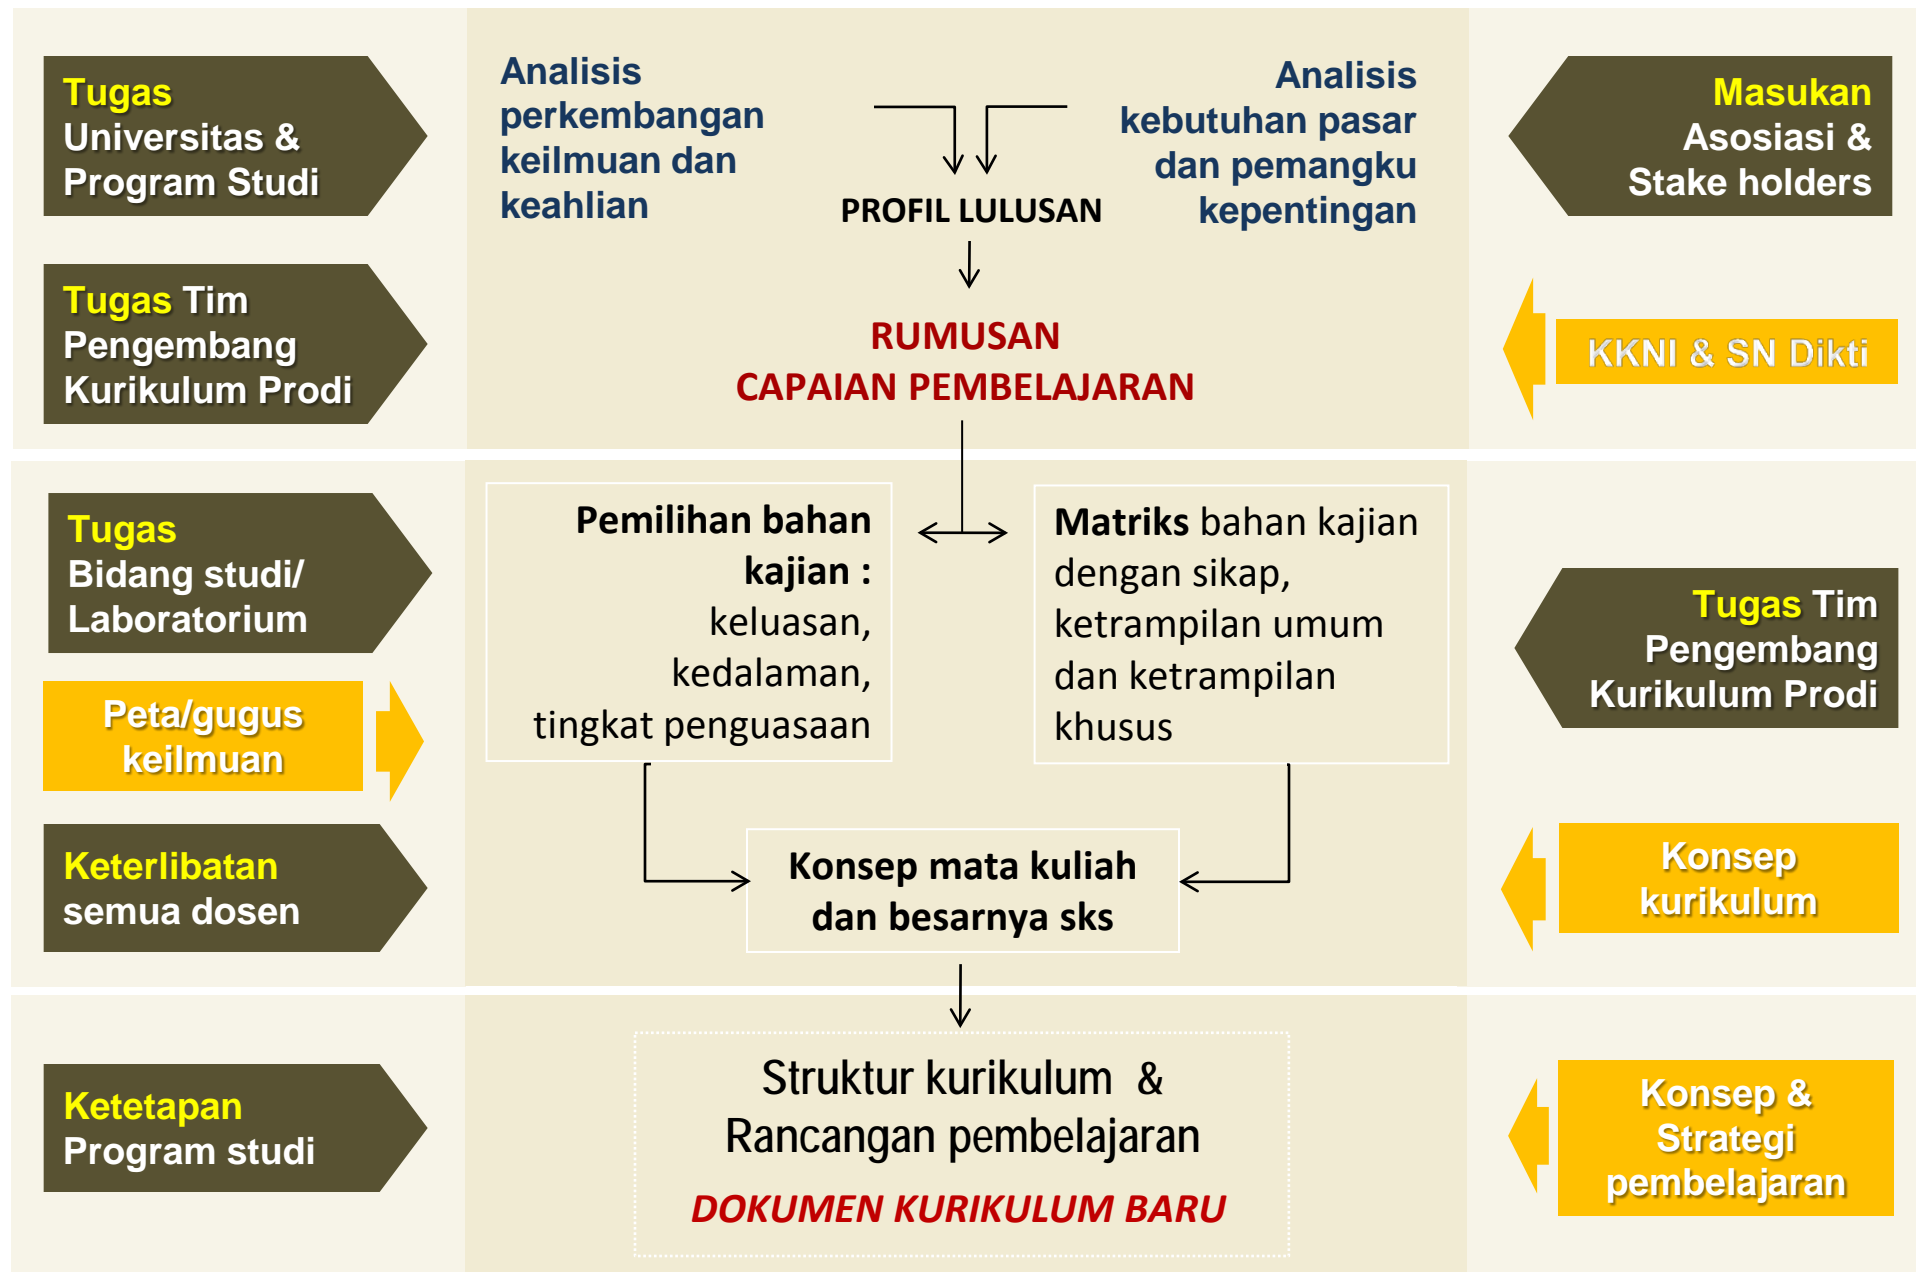 Tugas
Universitas &
Program Studi
Analisis
perkembangan
keilmuan dan
keahlian
Analisis
kebutuhan pasar
dan pemangku
kepentingan
Masukan
Asosiasi &
Stake holders
PROFIL LULUSAN
Tugas Tim
Pengembang
Kurikulum Prodi
RUMUSAN
CAPAIAN PEMBELAJARAN
KKNI & SN Dikti
Tugas
Bidang studi/
Laboratorium
Pemilihan bahan
kajian :
keluasan,
kedalaman,
tingkat penguasaan
Matriks bahan kajian
dengan sikap,
ketrampilan umum
dan ketrampilan
khusus
Tugas Tim
Pengembang
Kurikulum Prodi
Peta/gugus
keilmuan
Keterlibatan
semua dosen
Konsep mata kuliah
dan besarnya sks
Konsep
kurikulum
Ketetapan
Program studi
Struktur kurikulum &
Rancangan pembelajaran
DOKUMEN KURIKULUM BARU
Konsep &
Strategi
pembelajaran